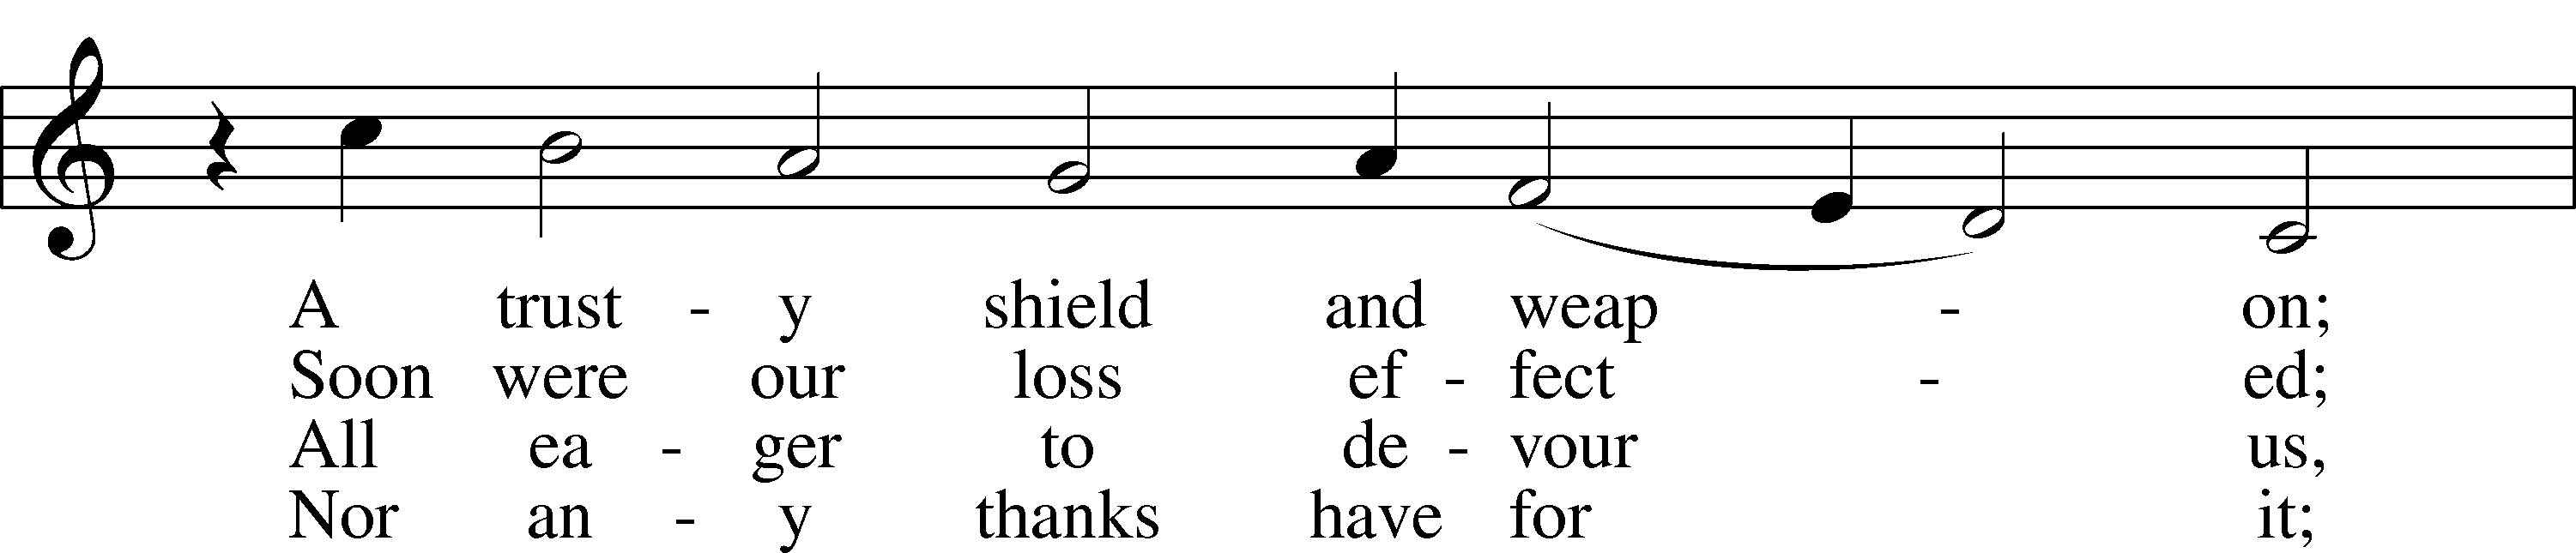 A trust - y shield and weap - on;
Soon were our loss ef - fect - ed;
All ea - ger to de - vour us,
Nor an - y thanks have for it;